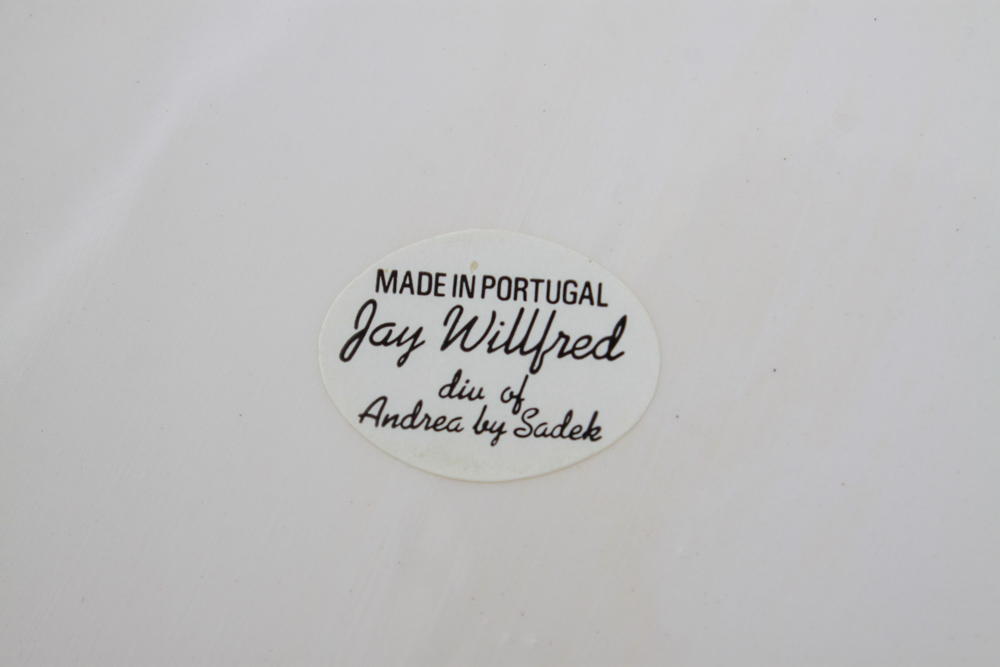 MADE IN PORTUGAL
Jay Willfred
div of
Andrea by Sadek